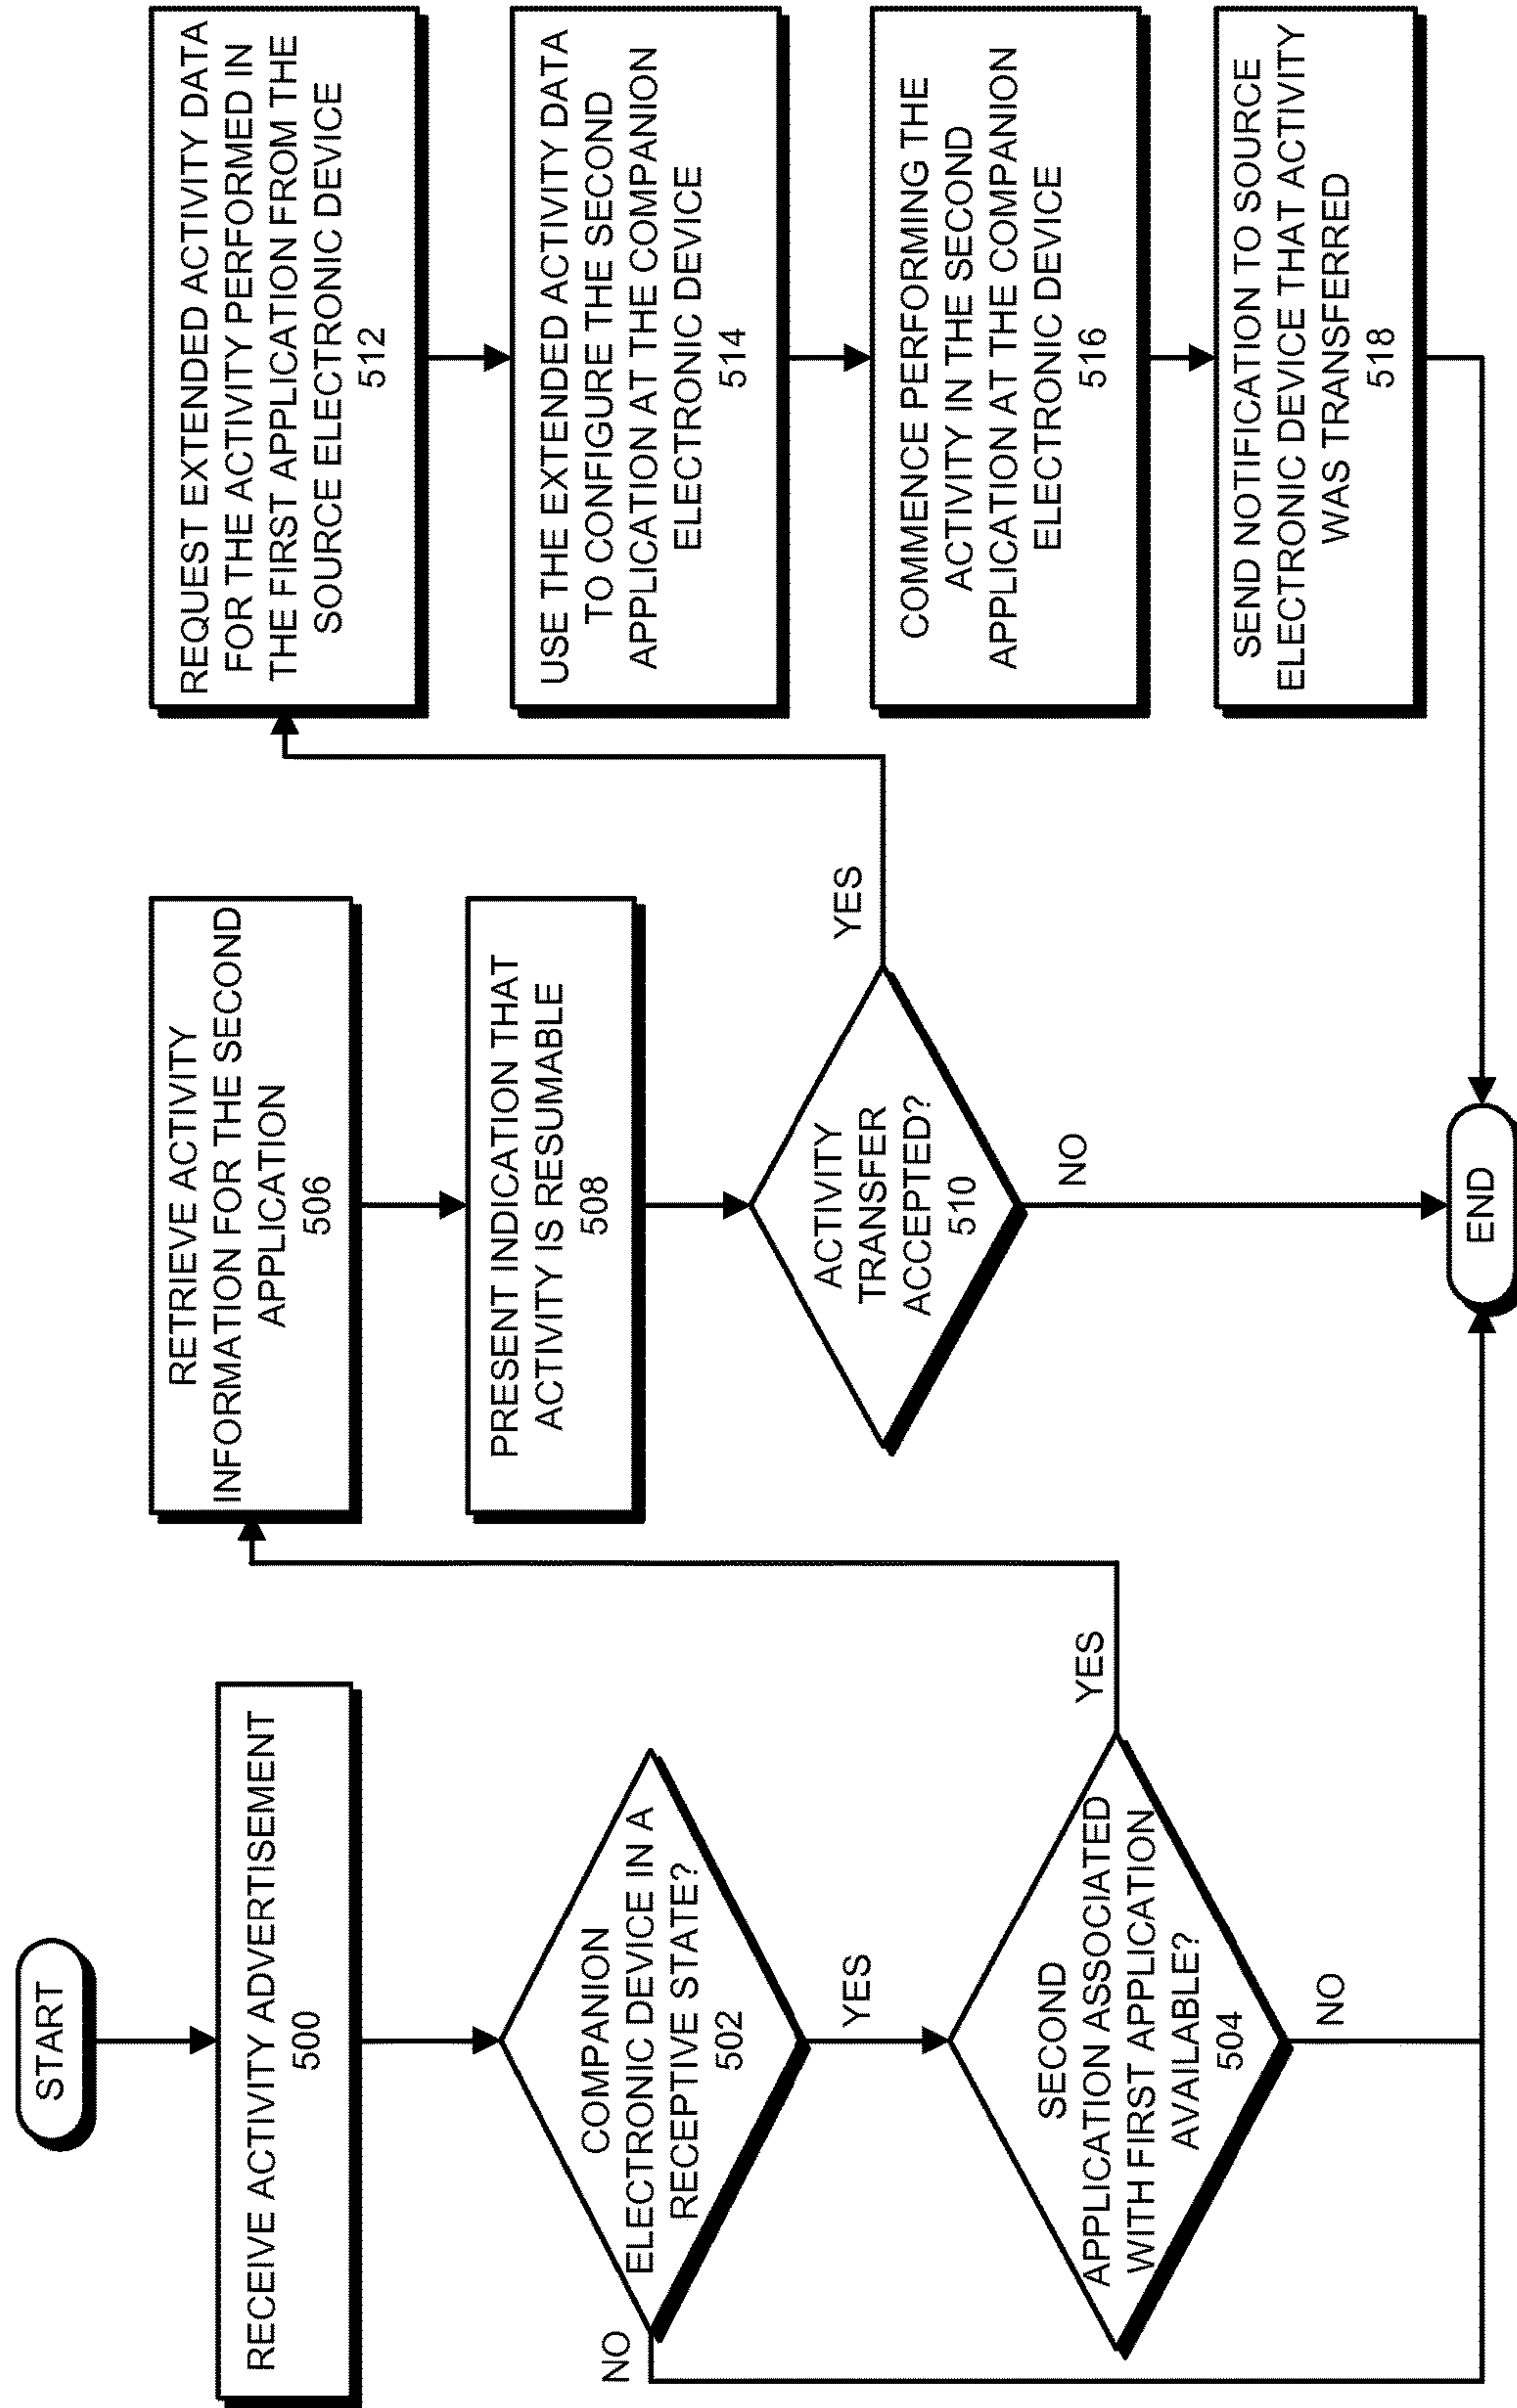 START
RECEIVE ACTIVITY ADVERTISEMENT
500
COMPANION
ELECTRONIC DEVICE IN A
RECEPTIVE STATE?
502
NO
YES
SECOND
APPLICATION ASSOCIATED
WITH FIRST APPLICATION
AVAILABLE?
504
YES
NO
RETRIEVE ACTIVITY
INFORMATION FOR THE SECOND
APPLICATION
506
PRESENT INDICATION THAT
ACTIVITY IS RESUMABLE
508
ACTIVITY
TRANSFER
ACCEPTED?
510
YES
NO
REQUEST EXTENDED ACTIVITY DATA
FOR THE ACTIVITY PERFORMED IN
THE FIRST APPLICATION FROM THE
SOURCE ELECTRONIC DEVICE
512
USE THE EXTENDED ACTIVITY DATA
TO CONFIGURE THE SECOND
APPLICATION AT THE COMPANION
ELECTRONIC DEVICE
514
COMMENCE PERFORMING THE
ACTIVITY IN THE SECOND
APPLICATION AT THE COMPANION
ELECTRONIC DEVICE
516
SEND NOTIFICATION TO SOURCE
ELECTRONIC DEVICE THAT ACTIVITY
WAS TRANSFERRED
518
END